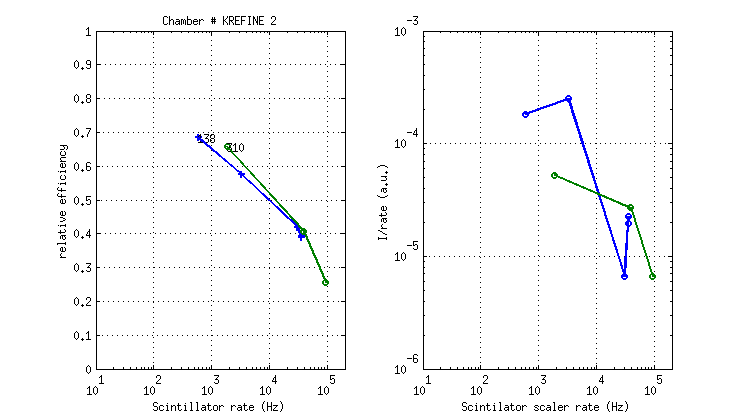 Chamber # KREFINE 2
1
0.9
0.8
0.7
0.6
0.5
0.4
0.3
0.2
0.1
0
138
310
relative efficiency
10^1 10^2 10^3 10^4 10^5
Scintillator rate (Hz)
10^-3
10^-4
10^-5
10^-6
I/rate (a.u.)
10^1 10^2 10^3 10^4 10^5
Scintilator scaler rate (Hz)